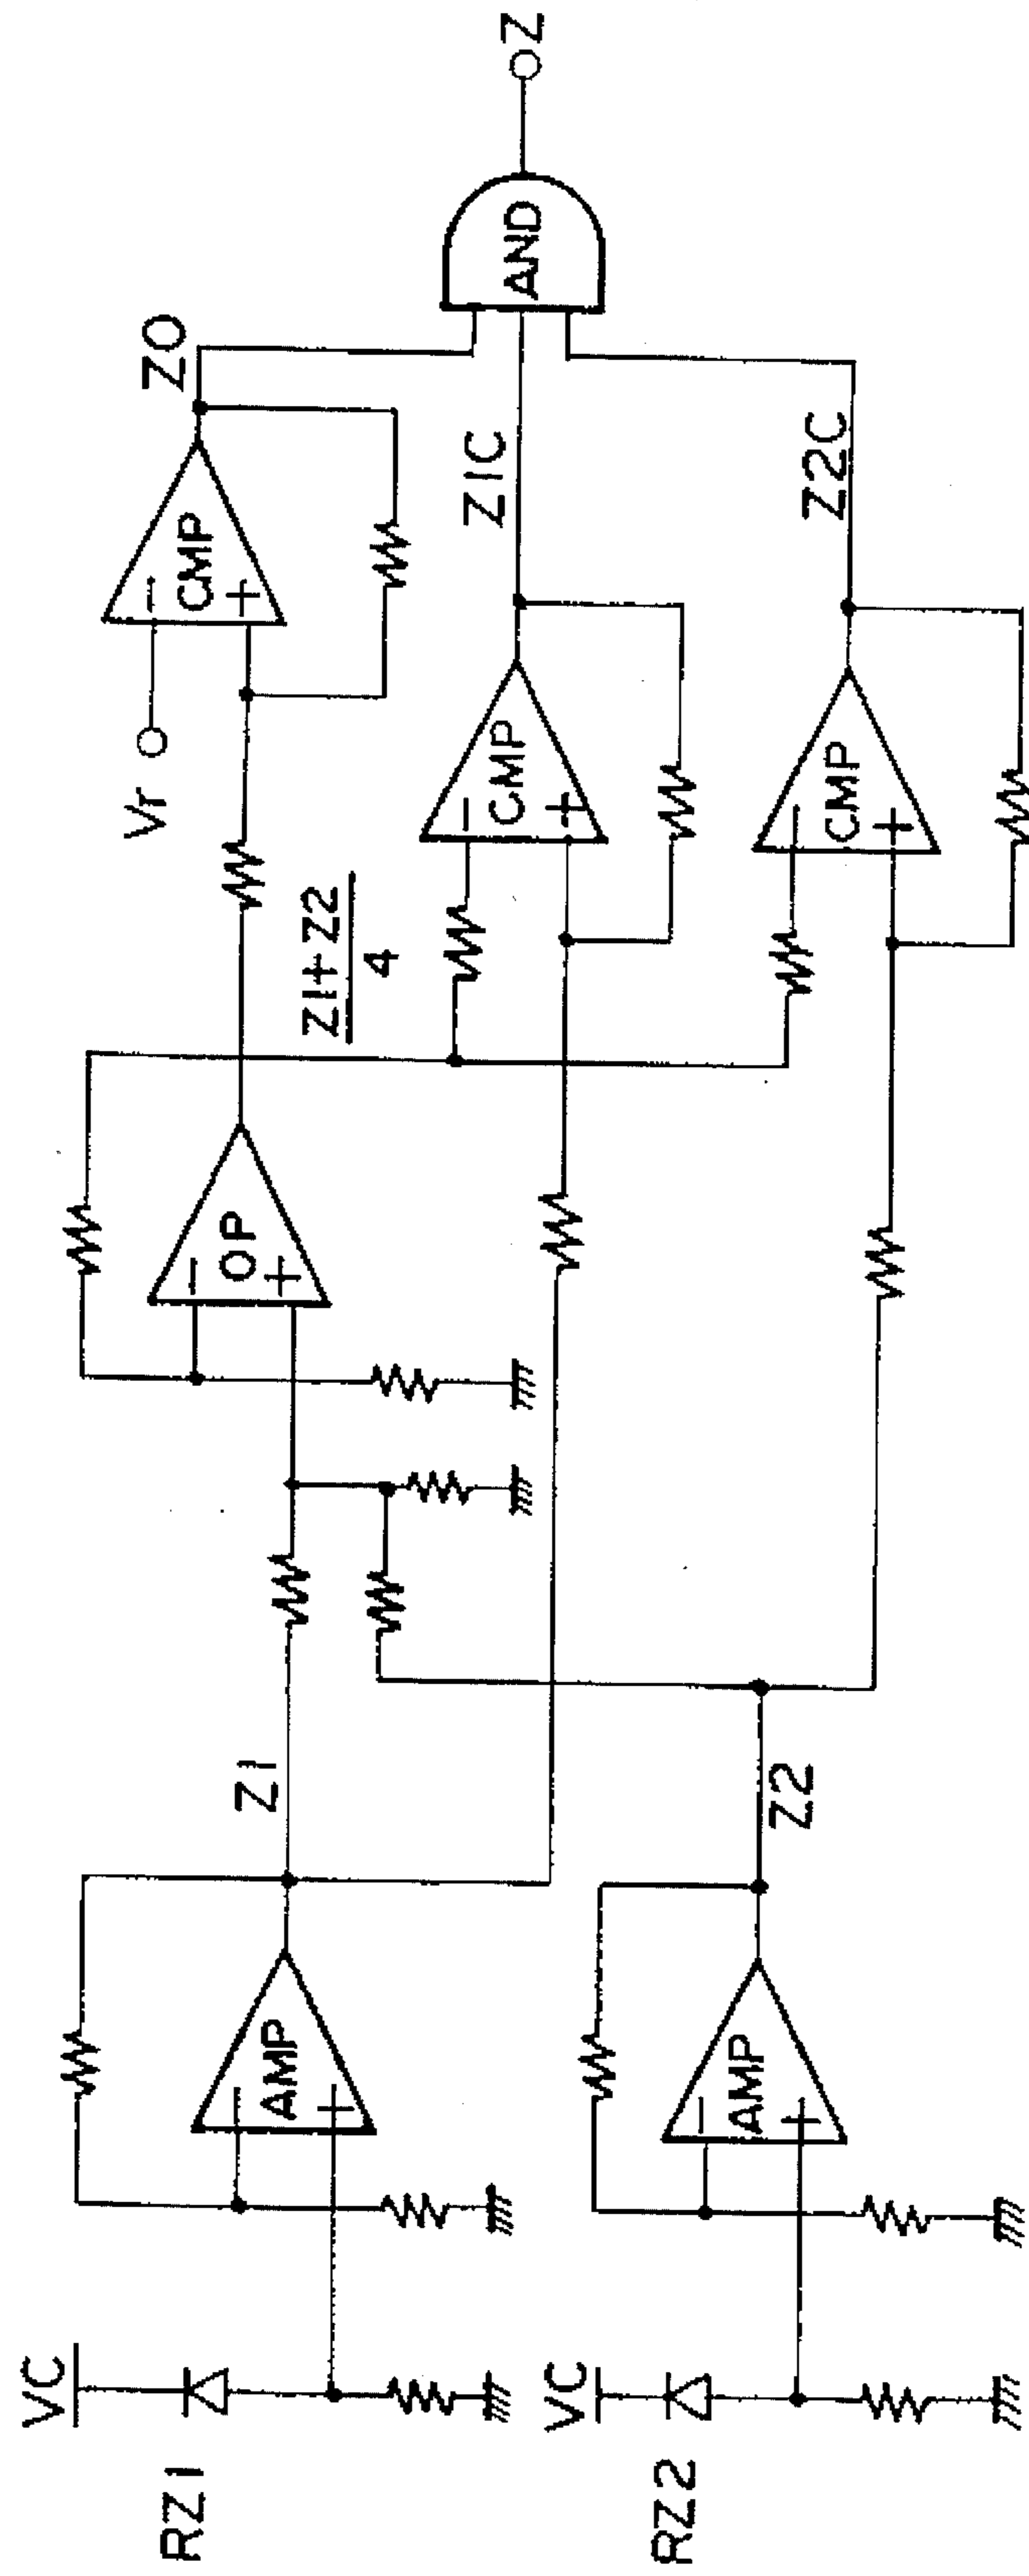 RZ1
VC
AMP
−
+
Z1
RZ2
VC
AMP
−
+
Z2
OP
−
+
Z1+Z2
4
Vr
CMP
−
+
Z0
CMP
−
+
Z1C
CMP
−
+
Z2C
AND
Z